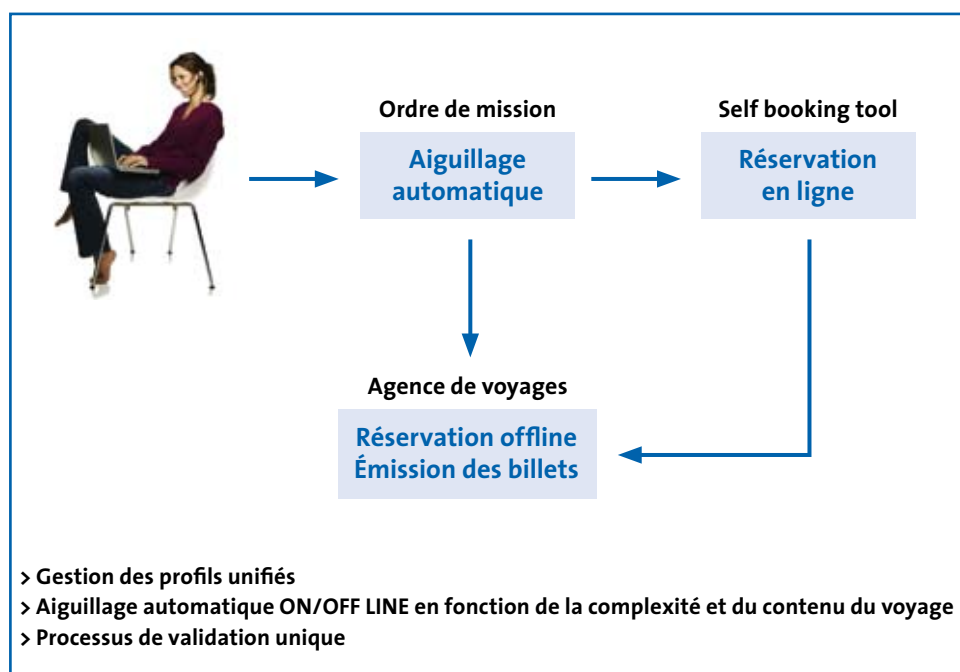 Ordre de mission
Aiguillage
automatique
Self booking tool
Réservation
en ligne
Agence de voyages
Réservation offline
Émission des billets
> Gestion des profils unifiés
> Aiguillage automatique ON/OFF LINE en fonction de la complexité et du contenu du voyage
> Processus de validation unique